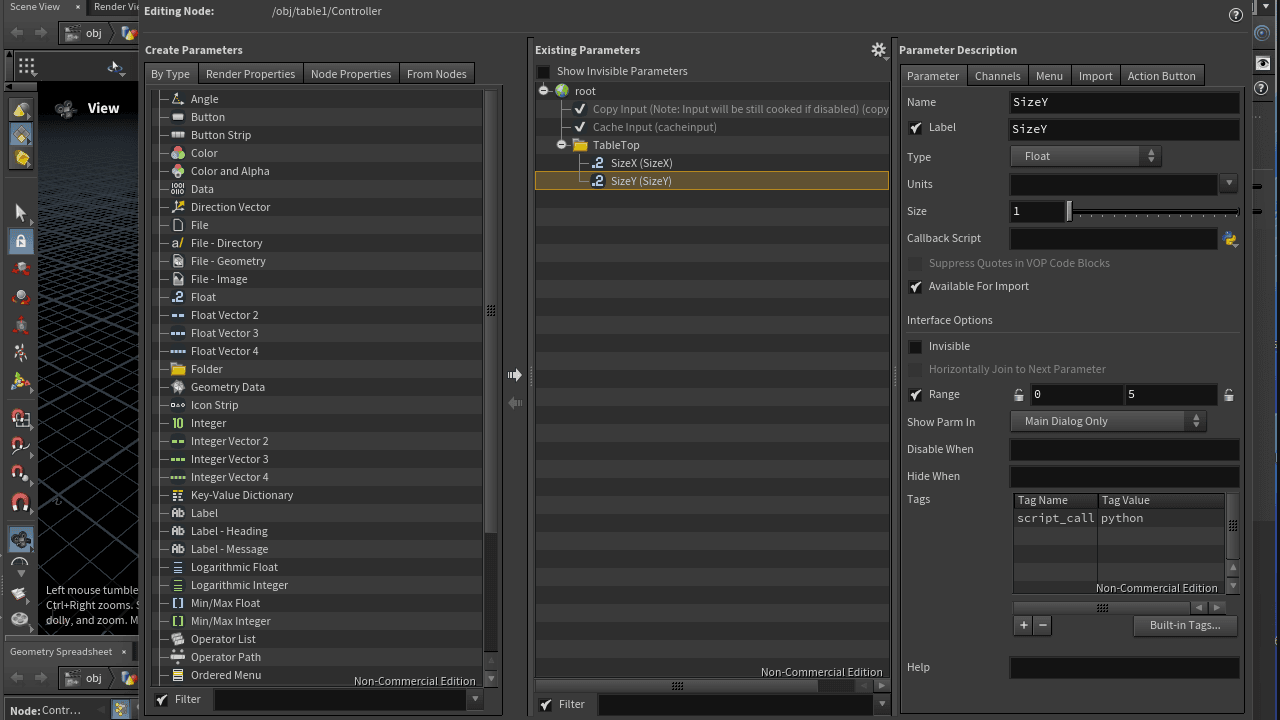 Scene View × Render Vi
Editing Node: /obj/table1/Controller
obj
View
Left mouse tumble
Ctrl+Right zooms. S
dolly, and zoom. M
Geometry Spreadsheet ×
obj
Node: Contr...
Create Parameters
By Type Render Properties Node Properties From Nodes
Angle
Button
Button Strip
Color
Color and Alpha
Data
Direction Vector
File
File - Directory
File - Geometry
File - Image
Float
Float Vector 2
Float Vector 3
Float Vector 4
Folder
Geometry Data
Icon Strip
Integer
Integer Vector 2
Integer Vector 3
Integer Vector 4
Key-Value Dictionary
Label
Label - Heading
Label - Message
Logarithmic Float
Logarithmic Integer
Min/Max Float
Min/Max Integer
Operator List
Operator Path
Ordered Menu
Non-Commercial Edition
Filter
Existing Parameters
Show Invisible Parameters
root
Copy Input (Note: Input will be still cooked if disabled) (copy
Cache Input (cacheinput)
TableTop
SizeX (SizeX)
SizeY (SizeY)
Non-Commercial Edition
Filter
Parameter Description
Parameter Channels Menu Import Action Button
Name SizeY
Label SizeY
Type Float
Units
Size 1
Callback Script
Suppress Quotes in VOP Code Blocks
Available For Import
Interface Options
Invisible
Horizontally Join to Next Parameter
Range 0 5
Show Parm In Main Dialog Only
Disable When
Hide When
Tags Tag Name Tag Value
script_call python
Non-Commercial Edition
+ − Built-in Tags...
Help